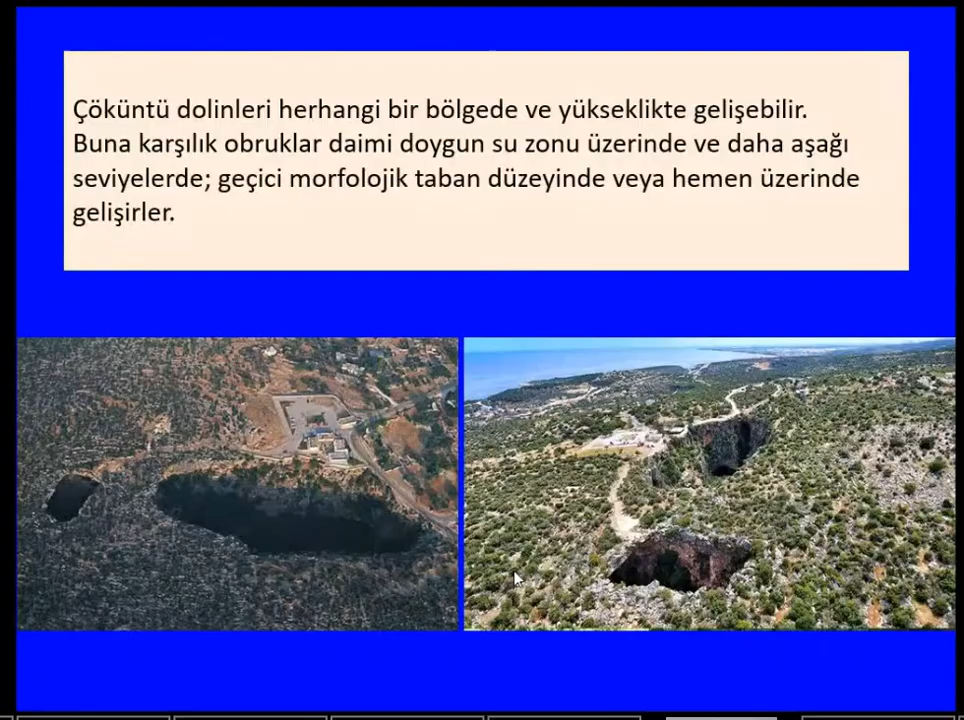 Çöküntü dolinleri herhangi bir bölgede ve yükseklikte gelişebilir.
Buna karşılık obruklar daimi doygun su zonu üzerinde ve daha aşağı
seviyelerde; geçici morfolojik taban düzeyinde veya hemen üzerinde
gelişirler.